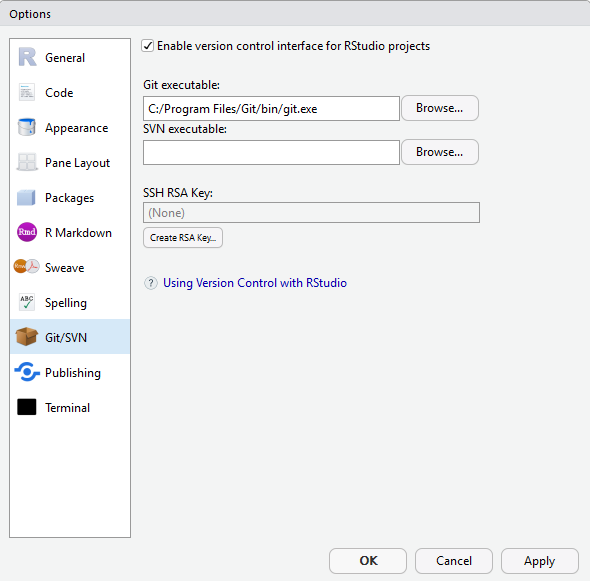 Options
General
Code
Appearance
Pane Layout
Packages
Rmd R Markdown
Sweave
ABC Spelling
Git/SVN
Publishing
Terminal
Enable version control interface for RStudio projects
Git executable:
C:/Program Files/Git/bin/git.exe Browse...
SVN executable:
Browse...
SSH RSA Key:
(None)
Create RSA Key...
? Using Version Control with RStudio
OK Cancel Apply